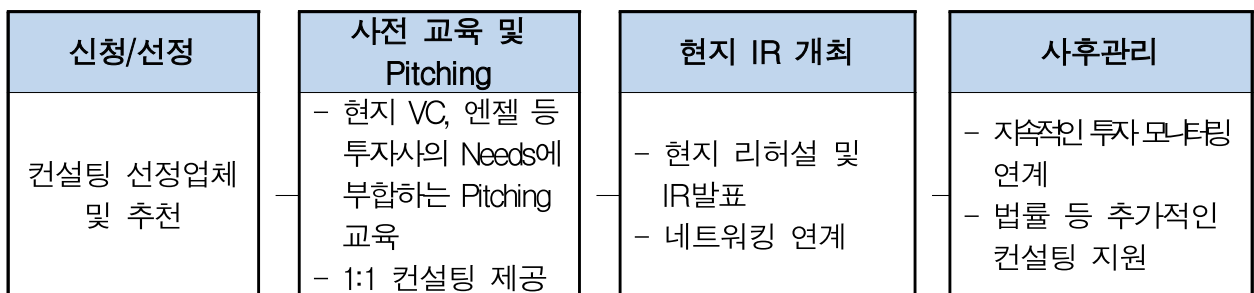 신청/선정
컨설팅 선정업체
및 추천
사전 교육 및
Pitching
- 현지 VC, 엔젤 등
투자사의 Needs에
부합하는 Pitching
교육
- 1:1 컨설팅 제공
현지 IR 개최
- 현지 리허설 및
IR발표
- 네트워킹 연계
사후관리
- 지속적인 투자 모니터링
연계
- 법률 등 추가적인
컨설팅 지원